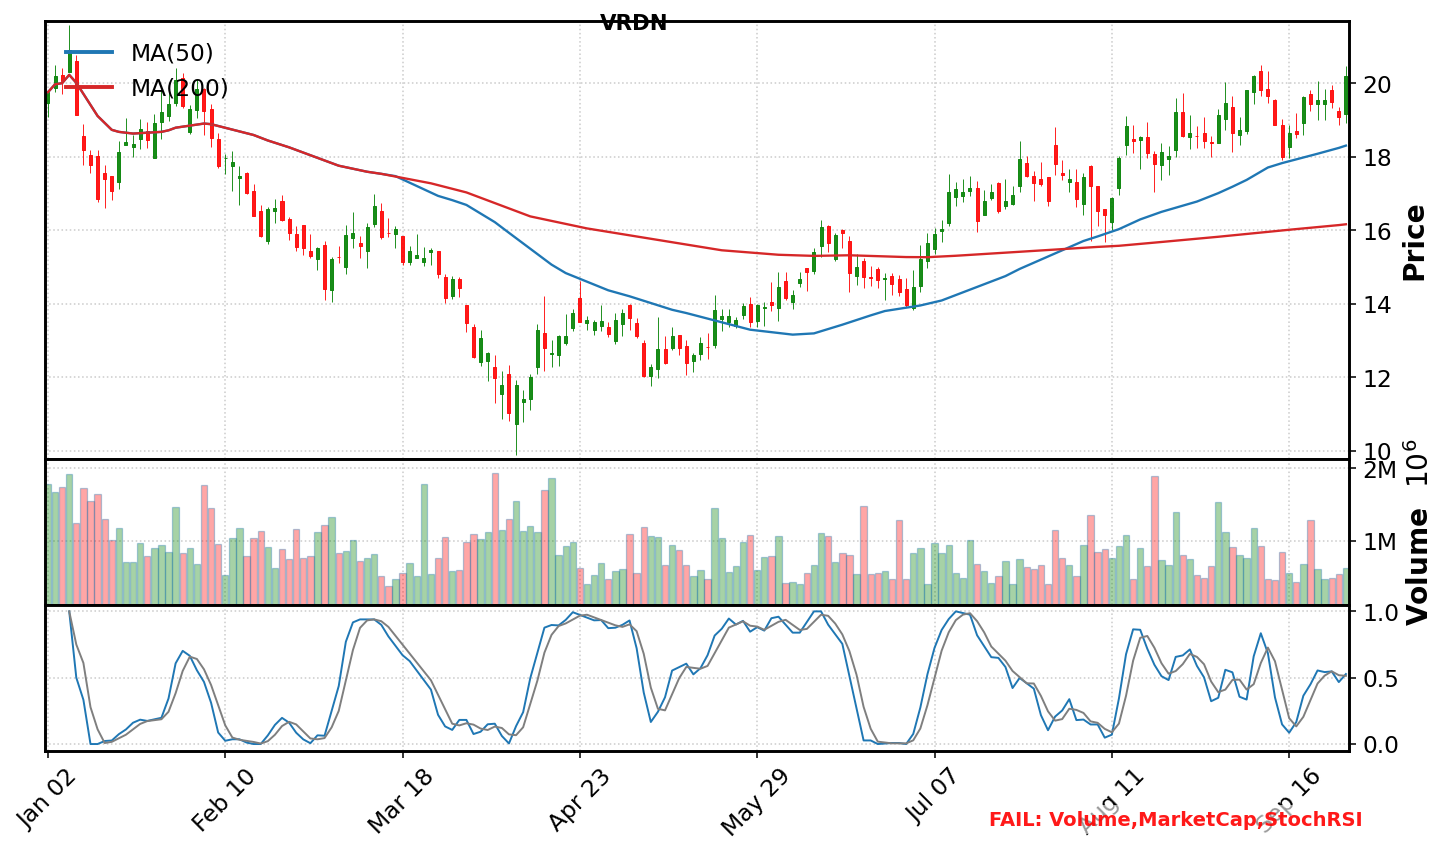 VRDN
MA(50)
MA(200)
20
18
16
14
12
10
Price
2M
1M
Volume 10^6
1.0
0.5
0.0
Jan 02
Feb 10
Mar 18
Apr 23
May 29
Jul 07
Aug 11
Sep 16
FAIL: Volume,MarketCap,StochRSI